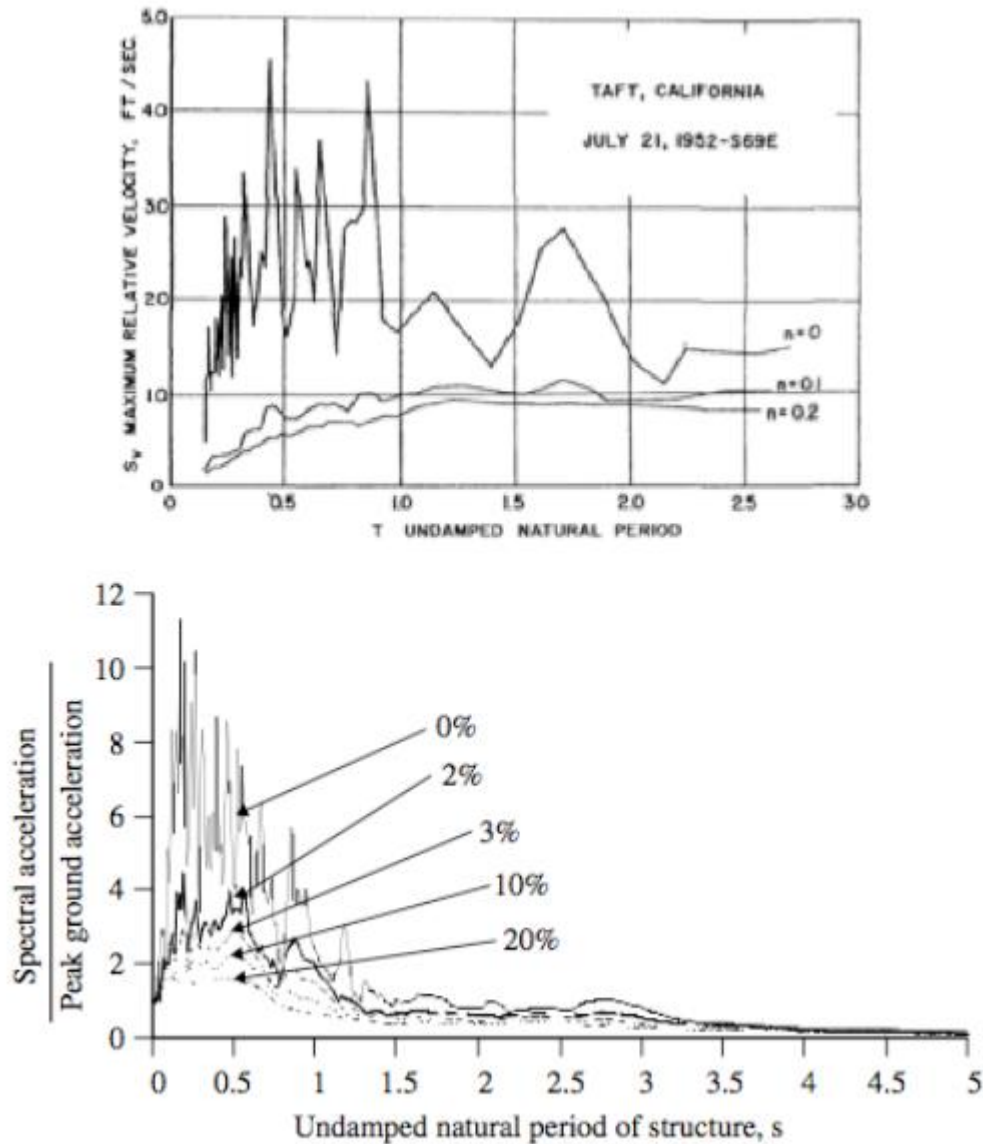 5.0
4.0
3.0
2.0
1.0
0
Sv MAXIMUM RELATIVE VELOCITY, FT/SEC.
TAFT, CALIFORNIA
JULY 21, 1952-S69E
n=0
n=0.1
n=0.2
0 0.5 1.0 1.5 2.0 2.5 3.0
T UNDAMPED NATURAL PERIOD
12
10
8
6
4
2
0
Spectral acceleration
Peak ground acceleration
0%
2%
3%
10%
20%
0 0.5 1 1.5 2 2.5 3 3.5 4 4.5 5
Undamped natural period of structure, s